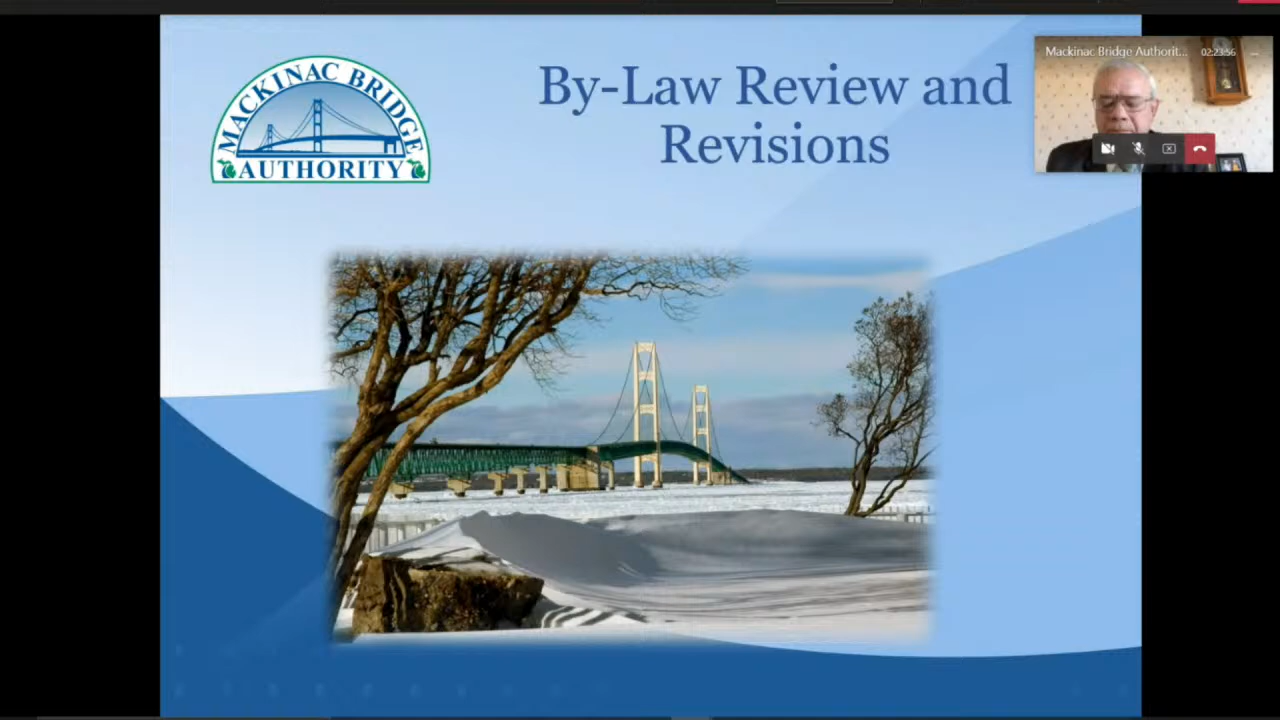 MACKINAC BRIDGE
AUTHORITY
By-Law Review and
Revisions
Mackinac Bridge Authorit...
02:23:56